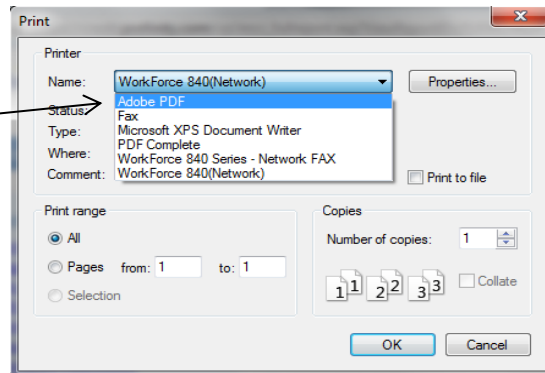 Print
Printer
Name: WorkForce 840(Network) Properties...
Adobe PDF
Status: Fax
Type: Microsoft XPS Document Writer
PDF Complete
Where: WorkForce 840 Series - Network FAX
Comment: WorkForce 840(Network) Print to file
Print range
All
Pages from: 1 to: 1
Selection
Copies
Number of copies: 1
1 1 2 2 3 3 Collate
OK Cancel